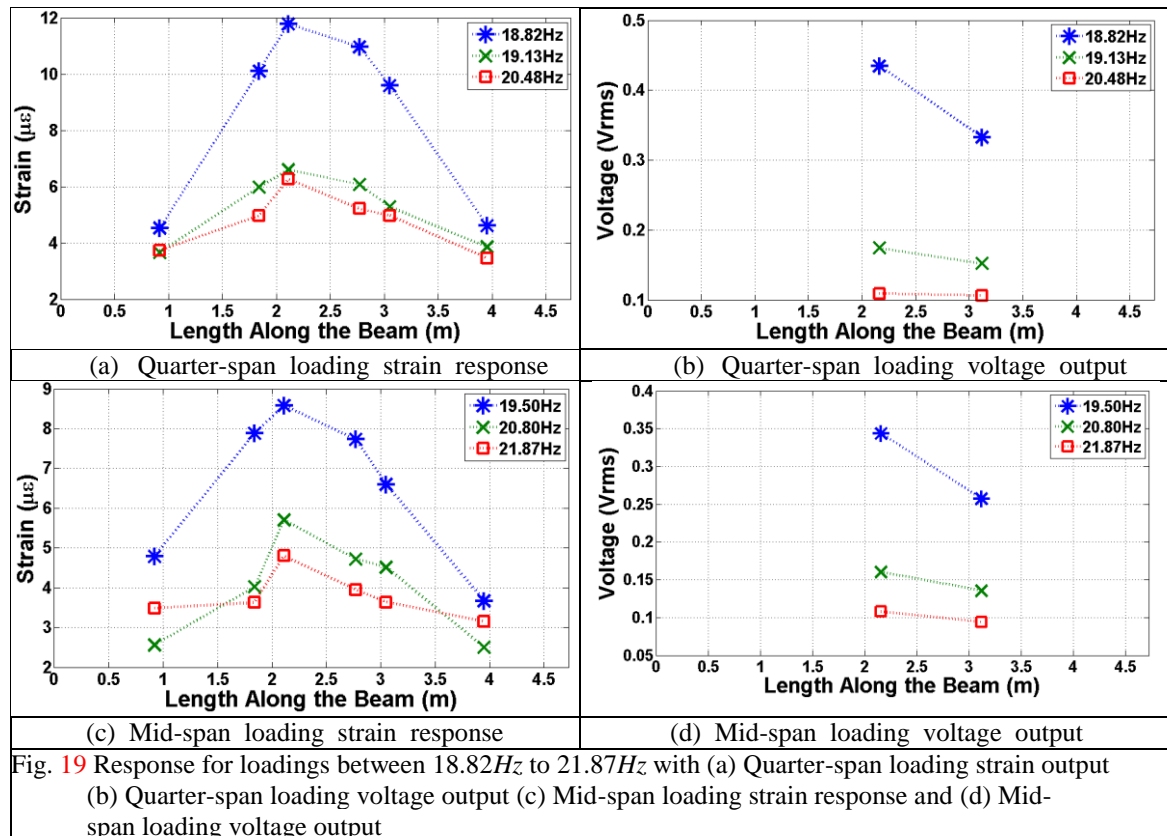 12
10
8
6
4
2
Strain (με)
18.82Hz
19.13Hz
20.48Hz
0 0.5 1 1.5 2 2.5 3 3.5 4 4.5
Length Along the Beam (m)
(a) Quarter-span loading strain response
0.5
0.4
0.3
0.2
0.1
Voltage (Vrms)
18.82Hz
19.13Hz
20.48Hz
0 0.5 1 1.5 2 2.5 3 3.5 4 4.5
Length Along the Beam (m)
(b) Quarter-span loading voltage output
9
8
7
6
5
4
3
2
Strain (με)
19.50Hz
20.80Hz
21.87Hz
0 0.5 1 1.5 2 2.5 3 3.5 4 4.5
Length Along the Beam (m)
(c) Mid-span loading strain response
0.4
0.35
0.3
0.25
0.2
0.15
0.1
0.05
Voltage (Vrms)
19.50Hz
20.80Hz
21.87Hz
0 0.5 1 1.5 2 2.5 3 3.5 4 4.5
Length Along the Beam (m)
(d) Mid-span loading voltage output
Fig. 19 Response for loadings between 18.82Hz to 21.87Hz with (a) Quarter-span loading strain output
(b) Quarter-span loading voltage output (c) Mid-span loading strain response and (d) Mid-
span loading voltage output